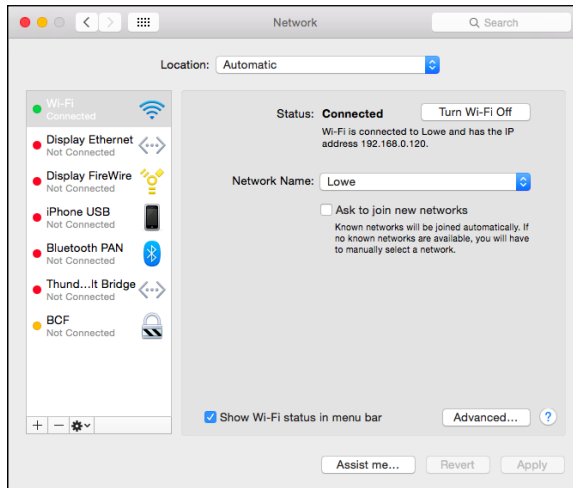 Network
Search
Location: Automatic
Wi-Fi
Connected
Display Ethernet
Not Connected
Display FireWire
Not Connected
iPhone USB
Not Connected
Bluetooth PAN
Not Connected
Thund…lt Bridge
Not Connected
BCF
Not Connected
Status: Connected Turn Wi-Fi Off
Wi-Fi is connected to Lowe and has the IP
address 192.168.0.120.
Network Name: Lowe
Ask to join new networks
Known networks will be joined automatically. If
no known networks are available, you will have
to manually select a network.
Show Wi-Fi status in menu bar Advanced... ?
Assist me... Revert Apply